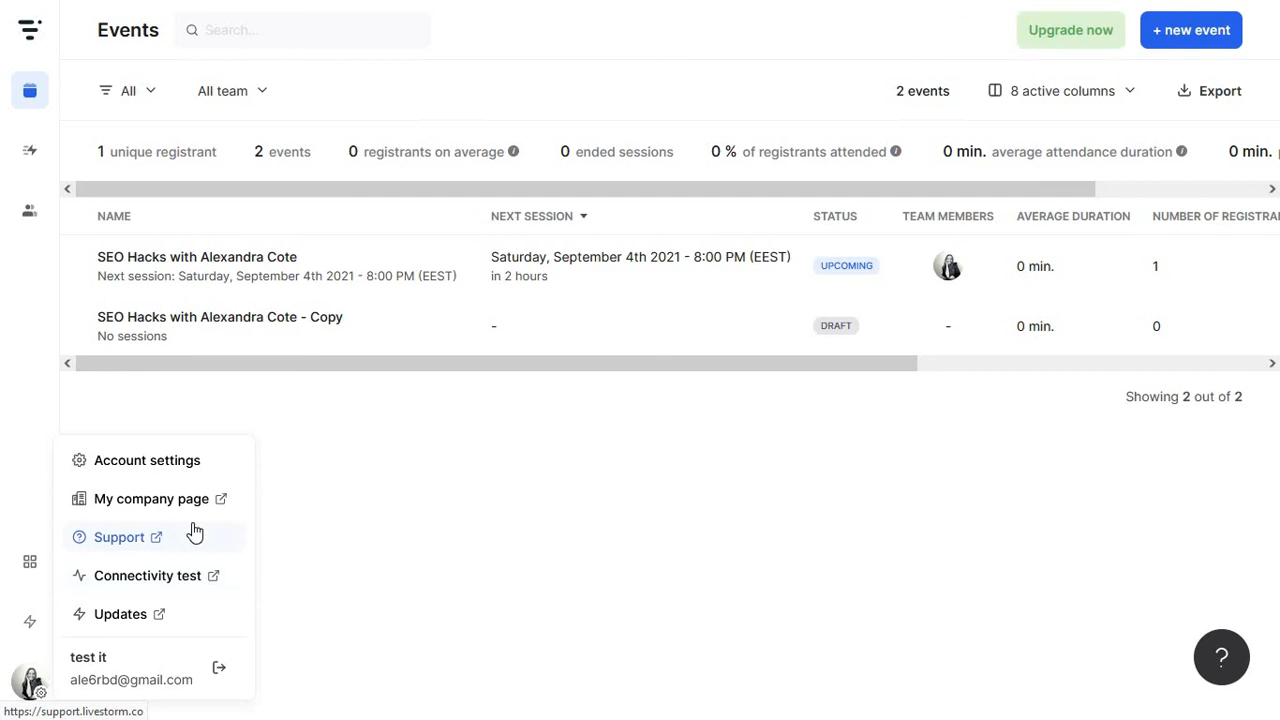 Events
Search...
Upgrade now
+ new event
All
All team
2 events
8 active columns
Export
1 unique registrant
2 events
0 registrants on average
0 ended sessions
0 % of registrants attended
0 min. average attendance duration
0 min.
NAME
NEXT SESSION
STATUS
TEAM MEMBERS
AVERAGE DURATION
NUMBER OF REGISTRA
SEO Hacks with Alexandra Cote
Next session: Saturday, September 4th 2021 - 8:00 PM (EEST)
Saturday, September 4th 2021 - 8:00 PM (EEST)
in 2 hours
UPCOMING
0 min.
1
SEO Hacks with Alexandra Cote - Copy
No sessions
-
DRAFT
-
0 min.
0
Showing 2 out of 2
Account settings
My company page
Support
Connectivity test
Updates
test it
ale6rbd@gmail.com
?
https://support.livestorm.co